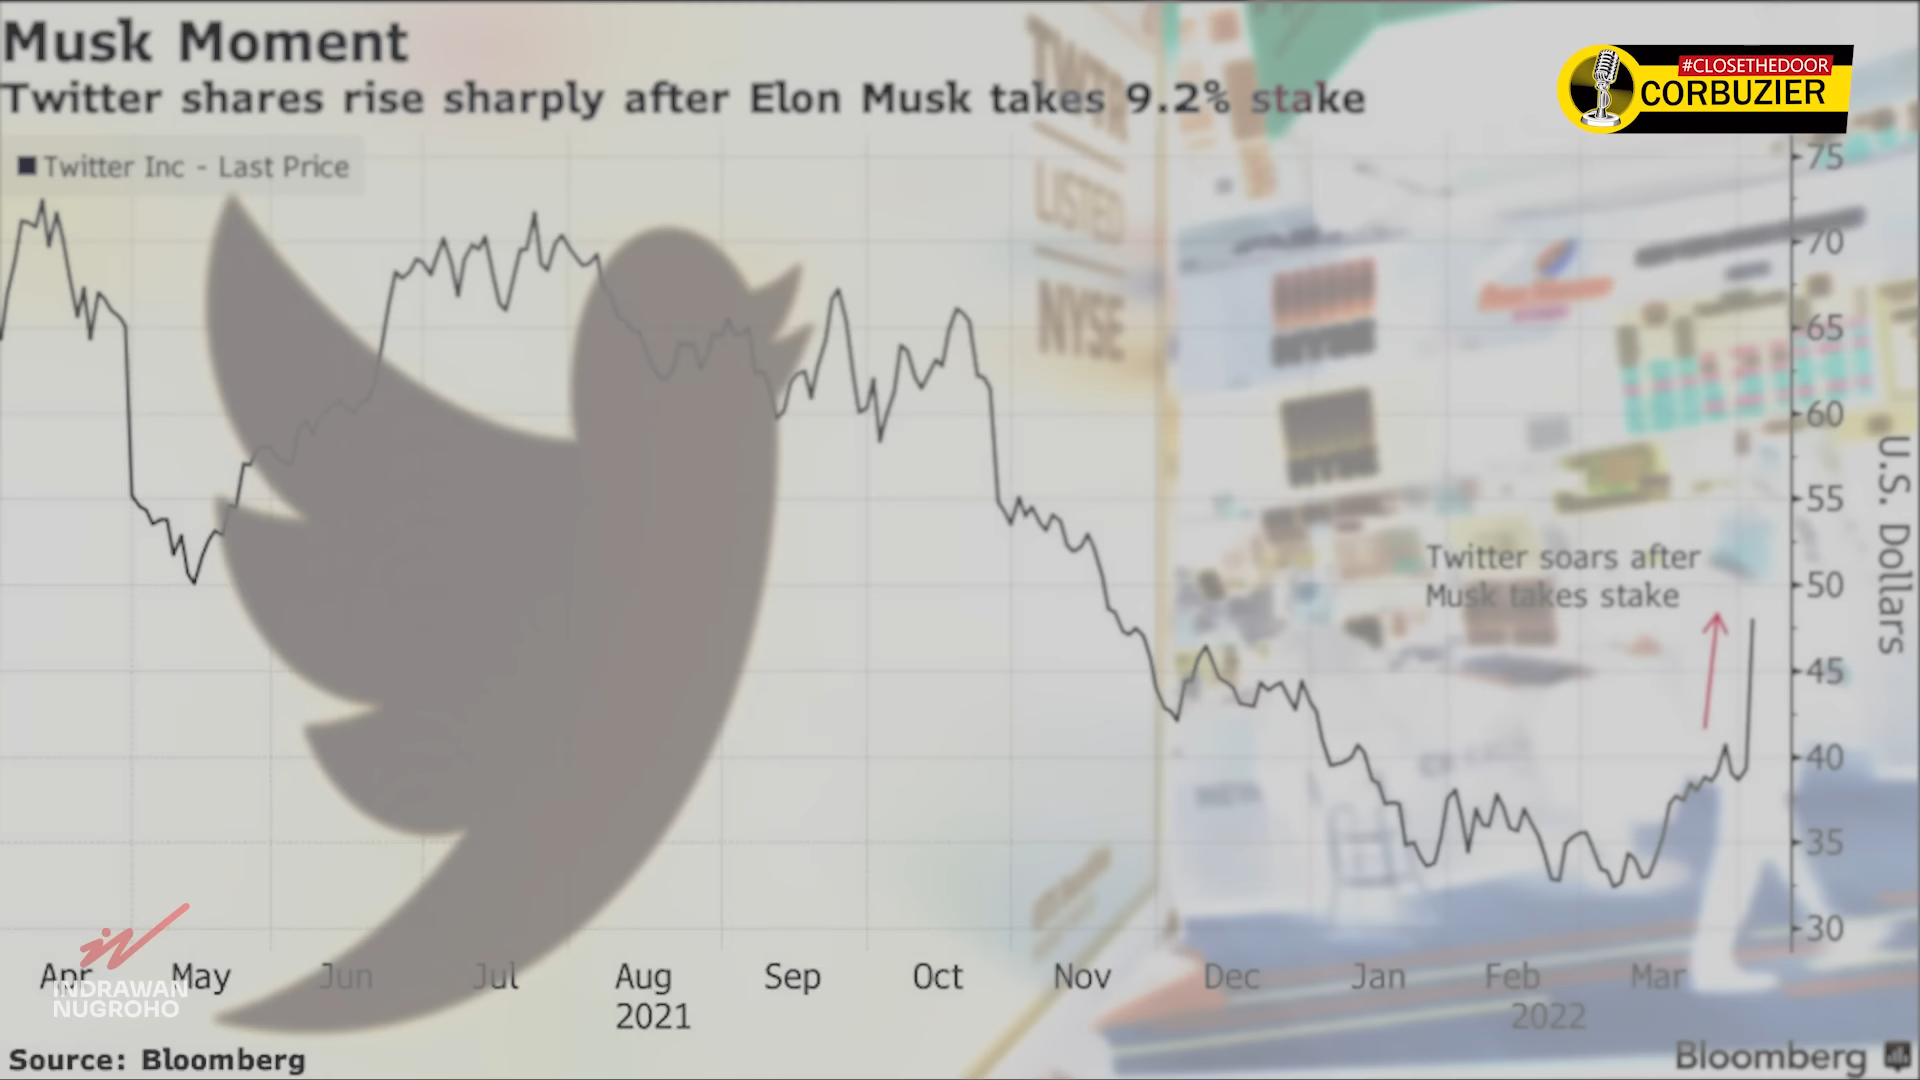 Musk Moment
Twitter shares rise sharply after Elon Musk takes 9.2% stake
#CLOSETHEDOOR
CORBUZIER
Twitter Inc - Last Price
TWTR
LISTED
NYSE
75
70
65
60
55
50
45
40
35
30
U.S. Dollars
Twitter soars after
Musk takes stake
Apr May Jun Jul Aug Sep Oct Nov Dec Jan Feb Mar
2021 2022
INDRAWAN
NUGROHO
Source: Bloomberg
Bloomberg